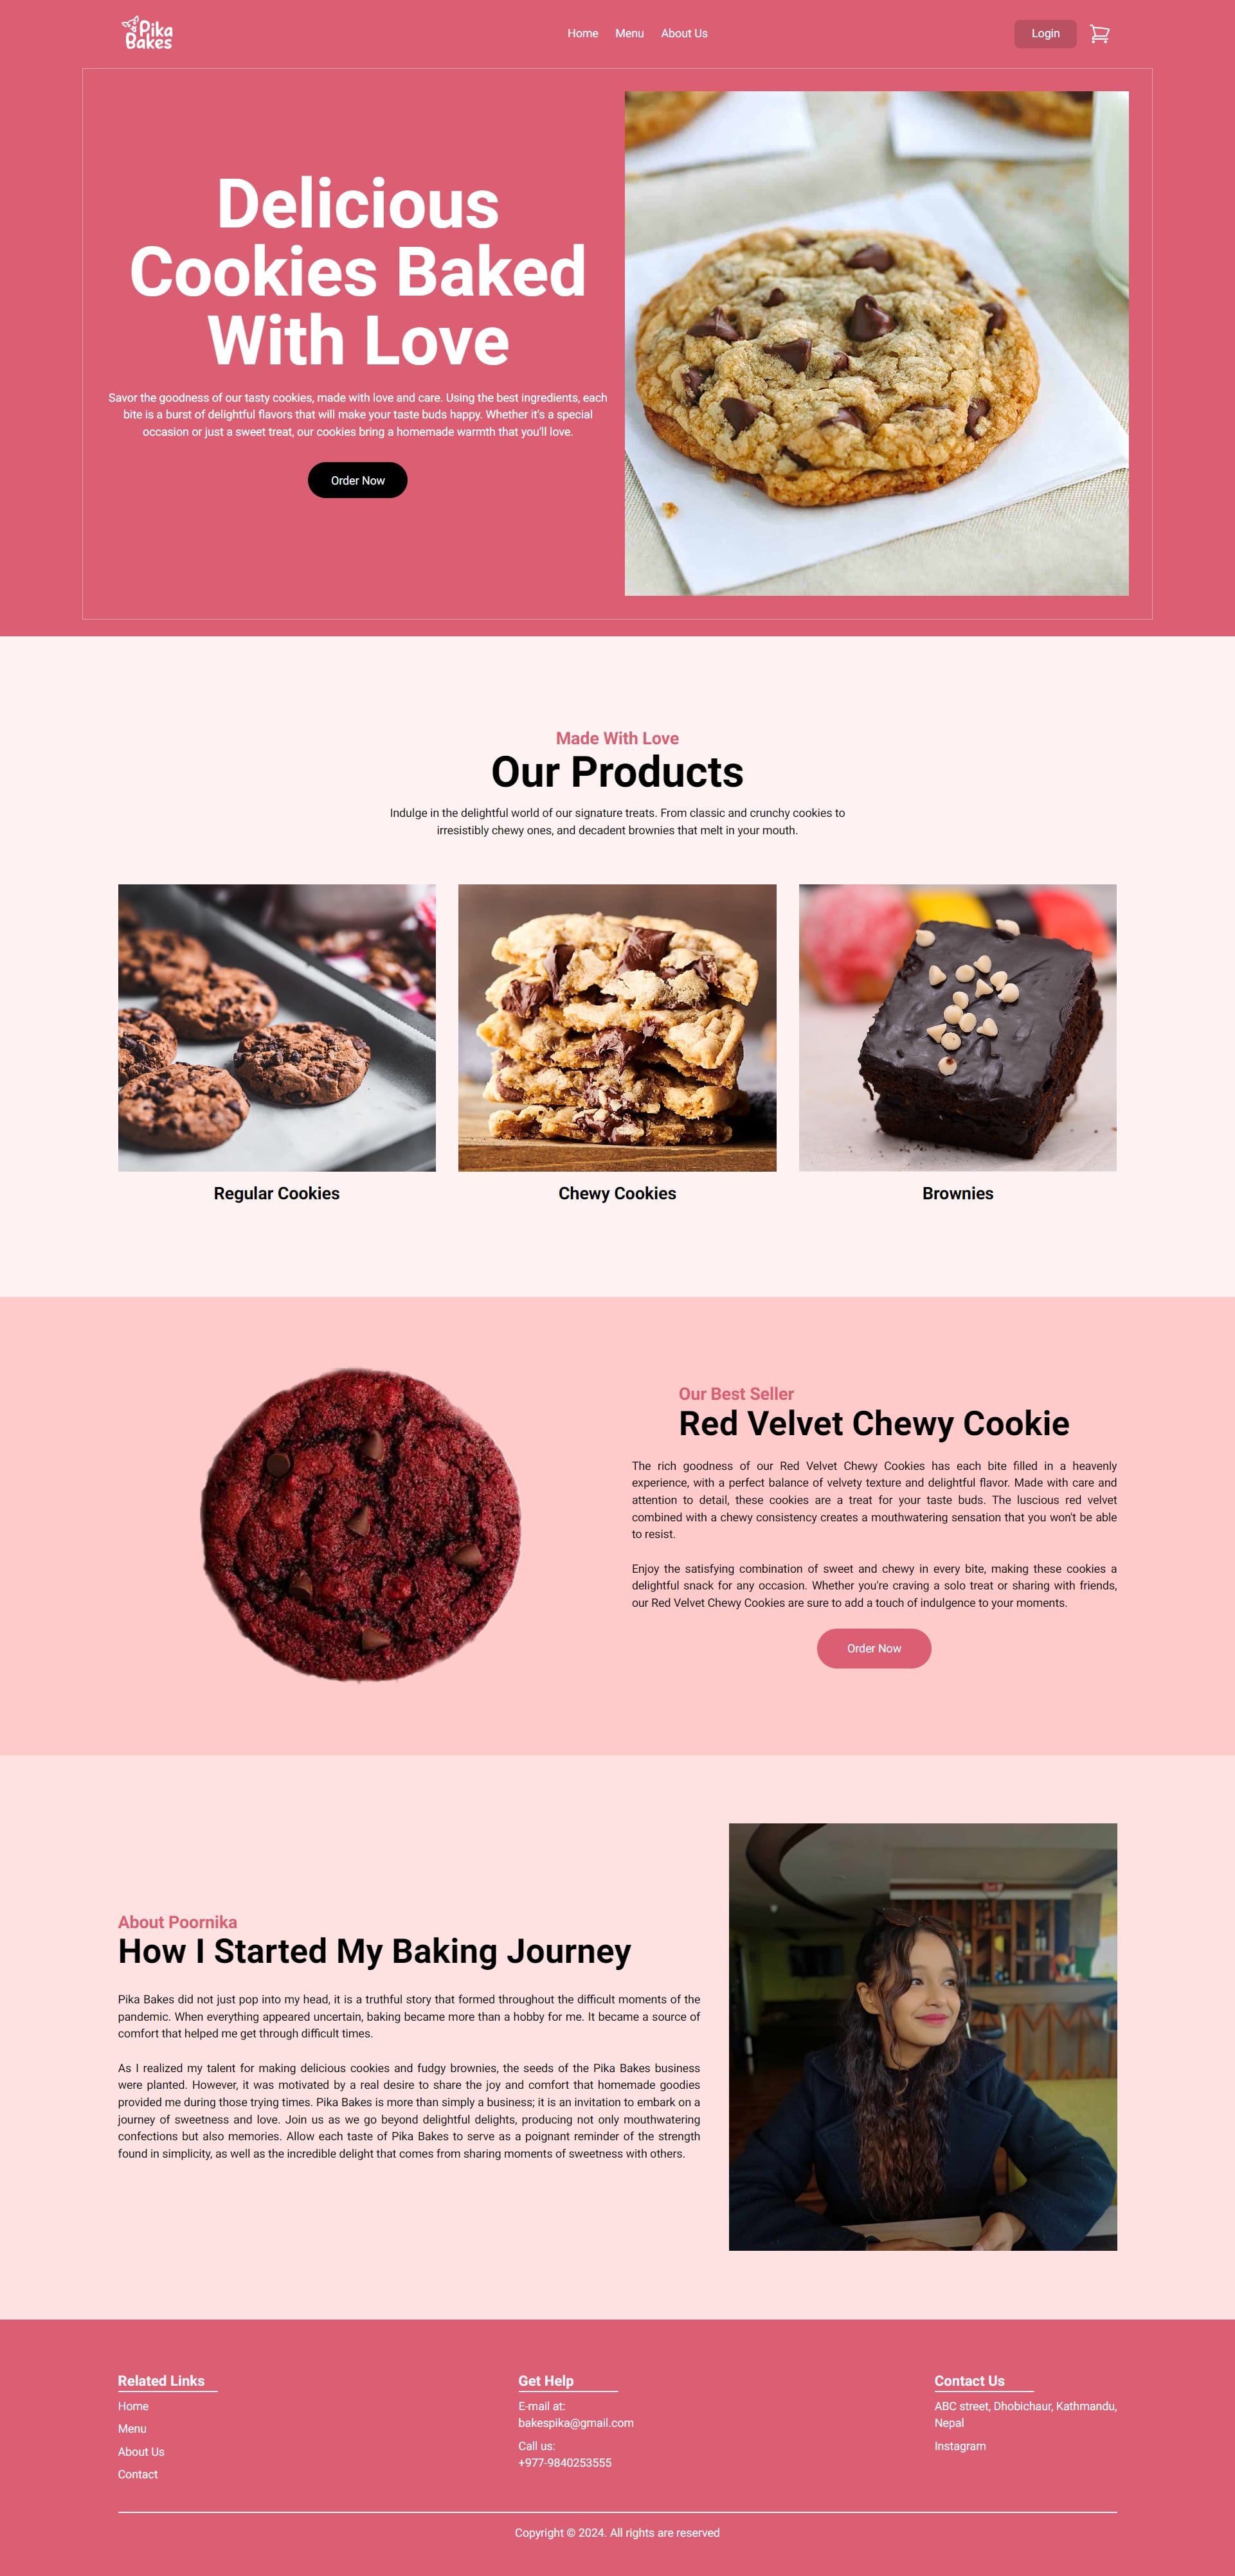 Pika
Bakes
Home
Menu
About Us
Login
Delicious
Cookies Baked
With Love
Savor the goodness of our tasty cookies, made with love and care. Using the best ingredients, each
bite is a burst of delightful flavors that will make your taste buds happy. Whether it's a special
occasion or just a sweet treat, our cookies bring a homemade warmth that you'll love.
Order Now
Made With Love
Our Products
Indulge in the delightful world of our signature treats. From classic and crunchy cookies to
irresistibly chewy ones, and decadent brownies that melt in your mouth.
Regular Cookies
Chewy Cookies
Brownies
Our Best Seller
Red Velvet Chewy Cookie
The rich goodness of our Red Velvet Chewy Cookies has each bite filled in a heavenly
experience, with a perfect balance of velvety texture and delightful flavor. Made with care and
attention to detail, these cookies are a treat for your taste buds. The luscious red velvet
combined with a chewy consistency creates a mouthwatering sensation that you won't be able
to resist.
Enjoy the satisfying combination of sweet and chewy in every bite, making these cookies a
delightful snack for any occasion. Whether you're craving a solo treat or sharing with friends,
our Red Velvet Chewy Cookies are sure to add a touch of indulgence to your moments.
Order Now
About Poornika
How I Started My Baking Journey
Pika Bakes did not just pop into my head, it is a truthful story that formed throughout the difficult moments of the
pandemic. When everything appeared uncertain, baking became more than a hobby for me. It became a source of
comfort that helped me get through difficult times.
As I realized my talent for making delicious cookies and fudgy brownies, the seeds of the Pika Bakes business
were planted. However, it was motivated by a real desire to share the joy and comfort that homemade goodies
provided me during those trying times. Pika Bakes is more than simply a business; it is an invitation to embark on a
journey of sweetness and love. Join us as we go beyond delightful delights, producing not only mouthwatering
confections but also memories. Allow each taste of Pika Bakes to serve as a poignant reminder of the strength
found in simplicity, as well as the incredible delight that comes from sharing moments of sweetness with others.
Related Links
Home
Menu
About Us
Contact
Get Help
E-mail at:
bakespika@gmail.com
Call us:
+977-9840253555
Contact Us
ABC street, Dhobichaur, Kathmandu,
Nepal
Instagram
Copyright © 2024. All rights are reserved